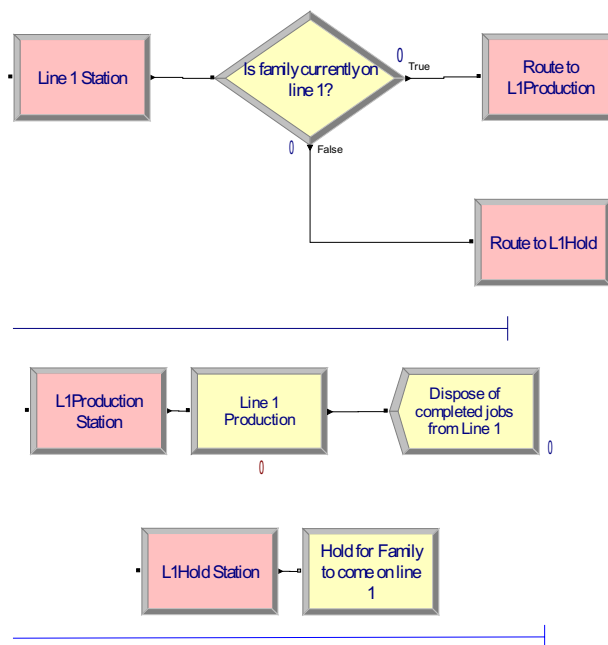 Line 1 Station
Is family currently on
line 1?
0
True
Route to
L1Production
0
False
Route to L1Hold
L1Production
Station
Line 1
Production
Dispose of
completed jobs
from Line 1
0
0
L1Hold Station
Hold for Family
to come on line
1